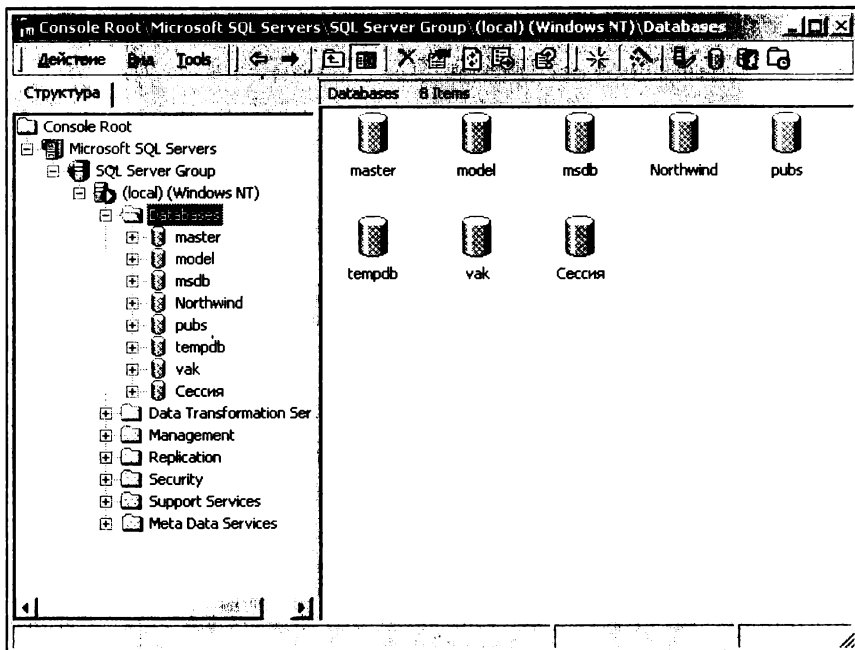 Console Root\Microsoft SQL Servers\SQL Server Group\(local) (Windows NT)\Databases
Действие Вид Tools
Структура
Databases 8 Items
Console Root
Microsoft SQL Servers
SQL Server Group
(local) (Windows NT)
Databases
master
model
msdb
Northwind
pubs
tempdb
vak
Сессия
Data Transformation Ser
Management
Replication
Security
Support Services
Meta Data Services
master model msdb Northwind pubs
tempdb vak Сессия